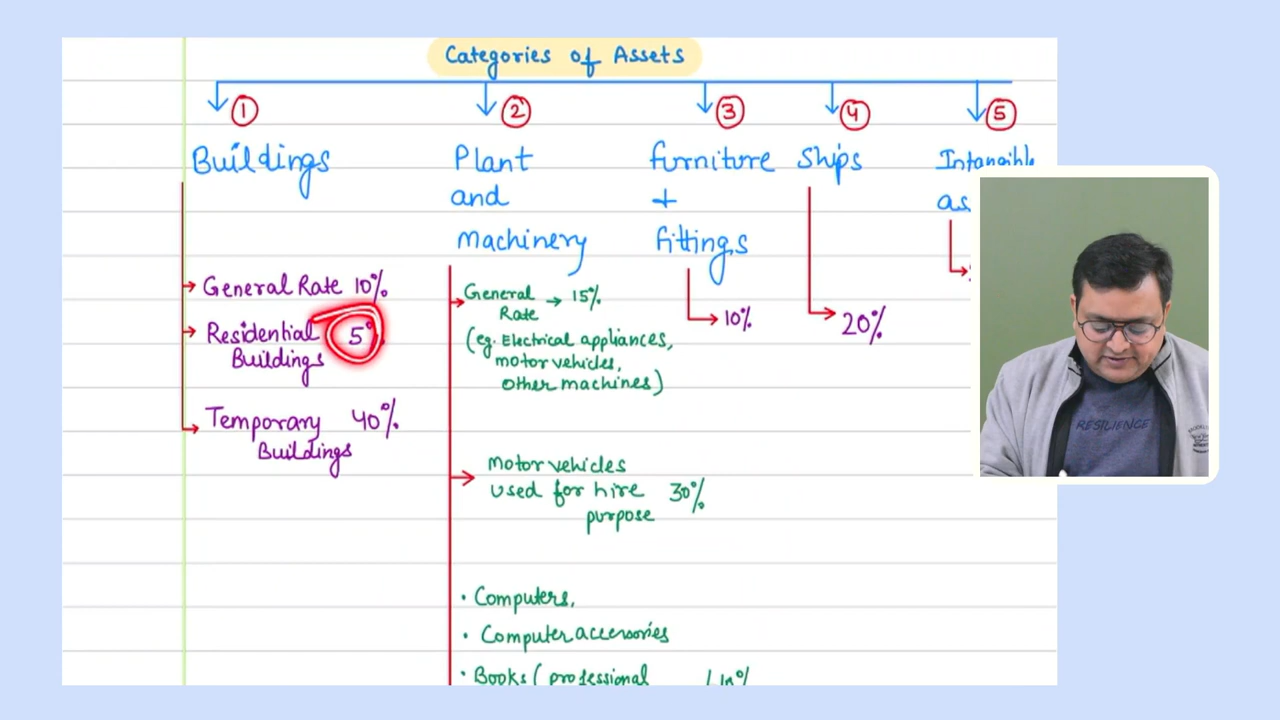 Categories of Assets
1 2 3 4 5
Buildings
Plant
and
Machinery
furniture
+
fittings
Ships
Intangible
General Rate 10%
Residential 5%
Buildings
Temporary 40%
Buildings
General → 15%
Rate
(eg. Electrical appliances,
motor vehicles,
other machines)
Motor vehicles
used for hire 30%
purpose
• Computers,
• Computer accessories
• Books ( professional
10%
20%
RESILIENCE